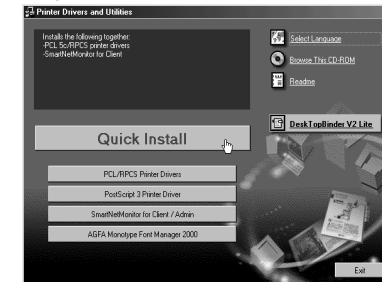 Printer Drivers and Utilities
Installs the following together:
-PCL 5c/RPCS printer drivers
-SmartNetMonitor for Client
Select Language
Browse This CD-ROM
Readme
DeskTopBinder V2 Lite
Quick Install
PCL/RPCS Printer Drivers
PostScript 3 Printer Driver
SmartNetMonitor for Client / Admin
AGFA Monotype Font Manager 2000
Exit